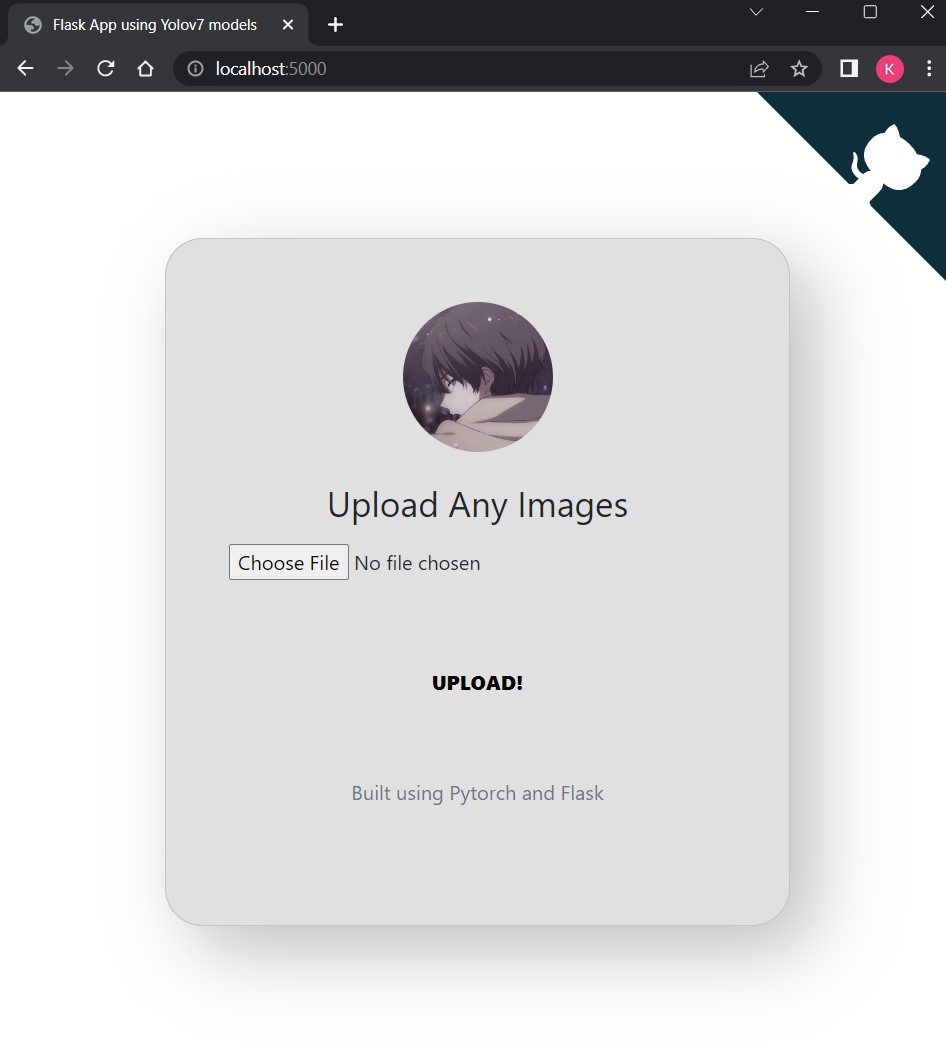 Flask App using Yolov7 models
localhost:5000
K
Upload Any Images
Choose File No file chosen
UPLOAD!
Built using Pytorch and Flask